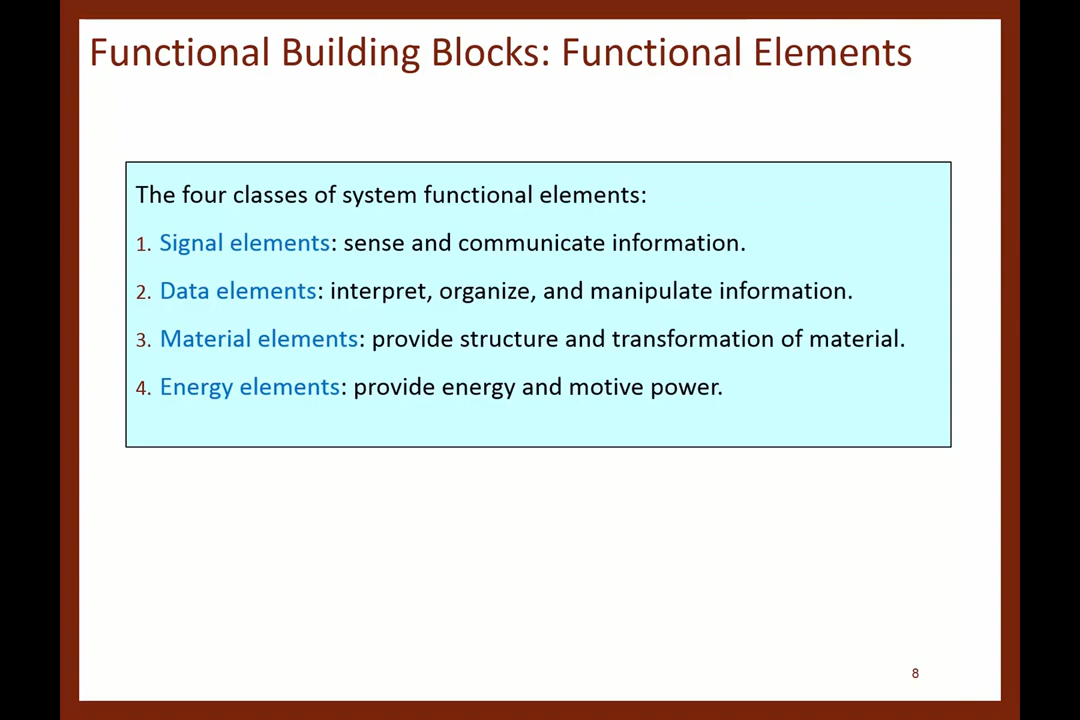 Functional Building Blocks: Functional Elements
The four classes of system functional elements:
1. Signal elements: sense and communicate information.
2. Data elements: interpret, organize, and manipulate information.
3. Material elements: provide structure and transformation of material.
4. Energy elements: provide energy and motive power.
8